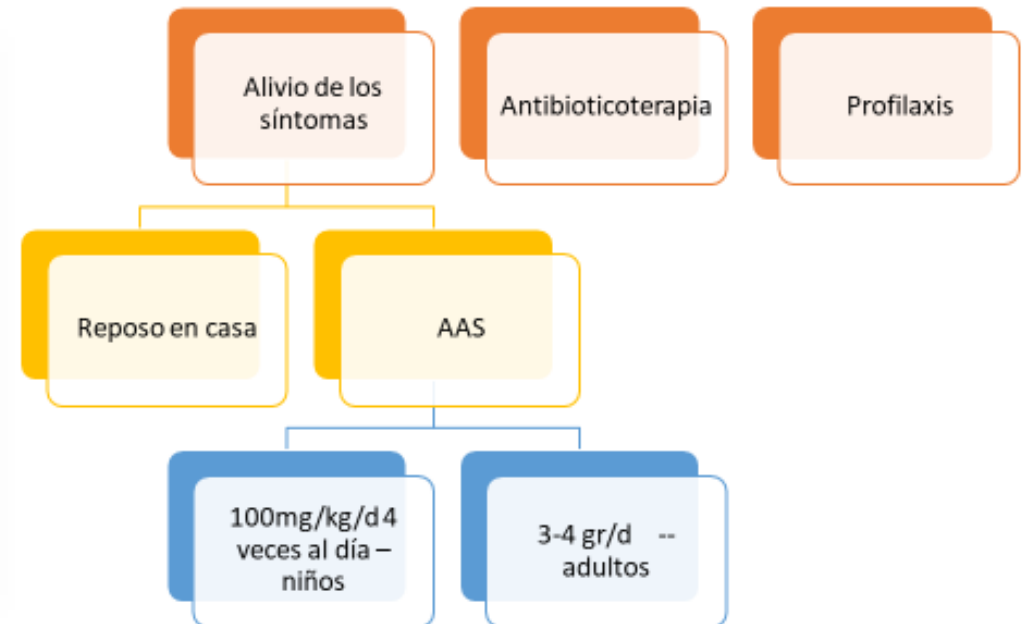 Alivio de los
síntomas
Antibioticoterapia
Profilaxis
Reposo en casa
AAS
100mg/kg/d 4
veces al día –
niños
3-4 gr/d --
adultos